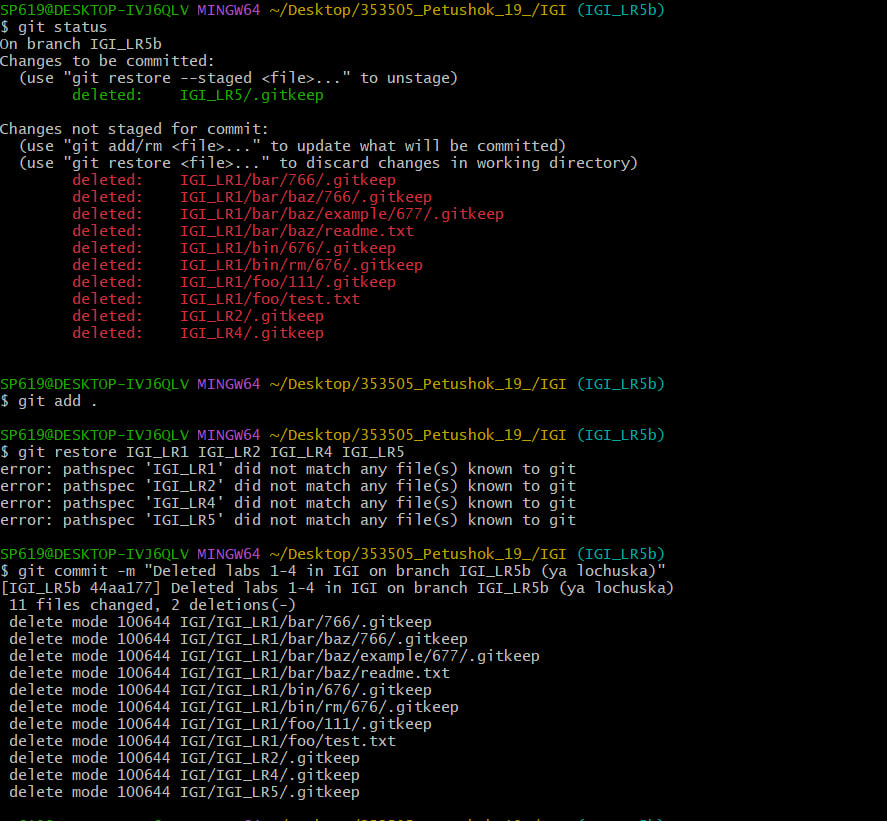 SP619@DESKTOP-IVJ6QLV MINGW64 ~/Desktop/353505_Petushok_19_/IGI (IGI_LR5b)
$ git status
On branch IGI_LR5b
Changes to be committed:
  (use "git restore --staged <file>..." to unstage)
        deleted:    IGI_LR5/.gitkeep

Changes not staged for commit:
  (use "git add/rm <file>..." to update what will be committed)
  (use "git restore <file>..." to discard changes in working directory)
        deleted:    IGI_LR1/bar/766/.gitkeep
        deleted:    IGI_LR1/bar/baz/766/.gitkeep
        deleted:    IGI_LR1/bar/baz/example/677/.gitkeep
        deleted:    IGI_LR1/bar/baz/readme.txt
        deleted:    IGI_LR1/bin/676/.gitkeep
        deleted:    IGI_LR1/bin/rm/676/.gitkeep
        deleted:    IGI_LR1/foo/111/.gitkeep
        deleted:    IGI_LR1/foo/test.txt
        deleted:    IGI_LR2/.gitkeep
        deleted:    IGI_LR4/.gitkeep

SP619@DESKTOP-IVJ6QLV MINGW64 ~/Desktop/353505_Petushok_19_/IGI (IGI_LR5b)
$ git add .

SP619@DESKTOP-IVJ6QLV MINGW64 ~/Desktop/353505_Petushok_19_/IGI (IGI_LR5b)
$ git restore IGI_LR1 IGI_LR2 IGI_LR4 IGI_LR5
error: pathspec 'IGI_LR1' did not match any file(s) known to git
error: pathspec 'IGI_LR2' did not match any file(s) known to git
error: pathspec 'IGI_LR4' did not match any file(s) known to git
error: pathspec 'IGI_LR5' did not match any file(s) known to git

SP619@DESKTOP-IVJ6QLV MINGW64 ~/Desktop/353505_Petushok_19_/IGI (IGI_LR5b)
$ git commit -m "Deleted labs 1-4 in IGI on branch IGI_LR5b (ya lochuska)"
[IGI_LR5b 44aa177] Deleted labs 1-4 in IGI on branch IGI_LR5b (ya lochuska)
 11 files changed, 2 deletions(-)
 delete mode 100644 IGI/IGI_LR1/bar/766/.gitkeep
 delete mode 100644 IGI/IGI_LR1/bar/baz/766/.gitkeep
 delete mode 100644 IGI/IGI_LR1/bar/baz/example/677/.gitkeep
 delete mode 100644 IGI/IGI_LR1/bar/baz/readme.txt
 delete mode 100644 IGI/IGI_LR1/bin/676/.gitkeep
 delete mode 100644 IGI/IGI_LR1/bin/rm/676/.gitkeep
 delete mode 100644 IGI/IGI_LR1/foo/111/.gitkeep
 delete mode 100644 IGI/IGI_LR1/foo/test.txt
 delete mode 100644 IGI/IGI_LR2/.gitkeep
 delete mode 100644 IGI/IGI_LR4/.gitkeep
 delete mode 100644 IGI/IGI_LR5/.gitkeep